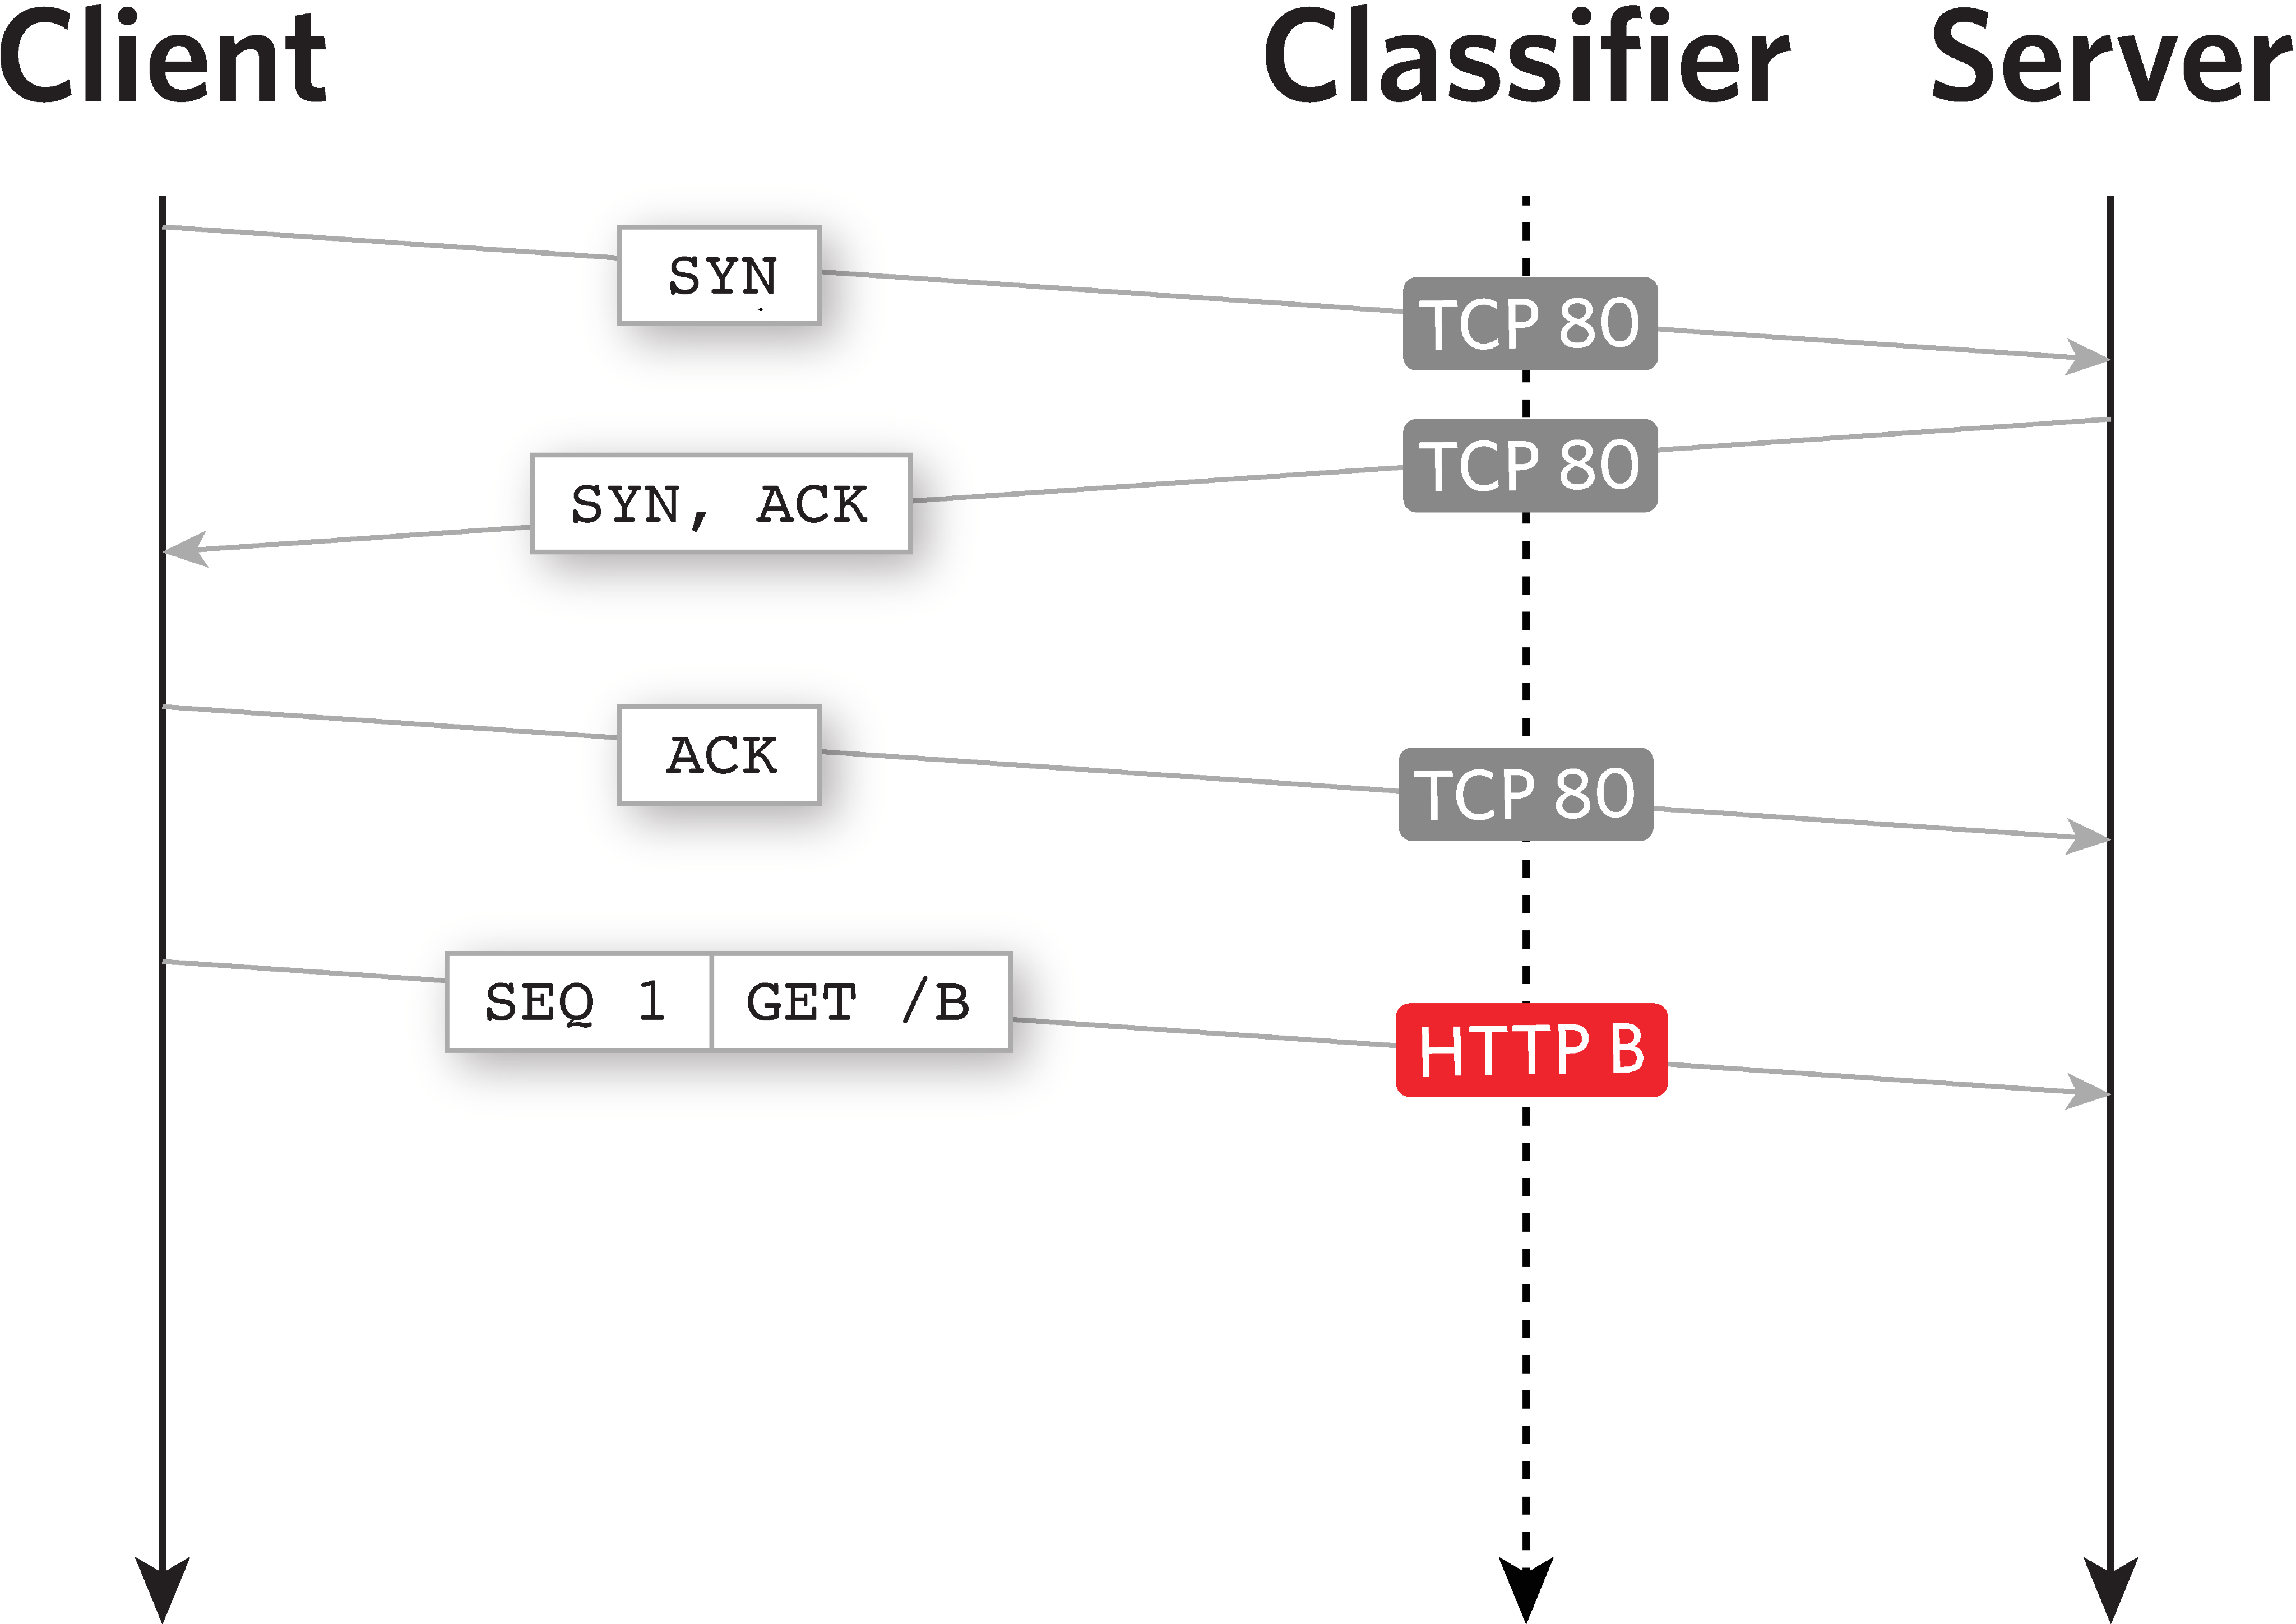 Client Classifier Server
SYN
TCP 80
TCP 80
SYN, ACK
ACK
TCP 80
SEQ 1 GET /B
HTTP B